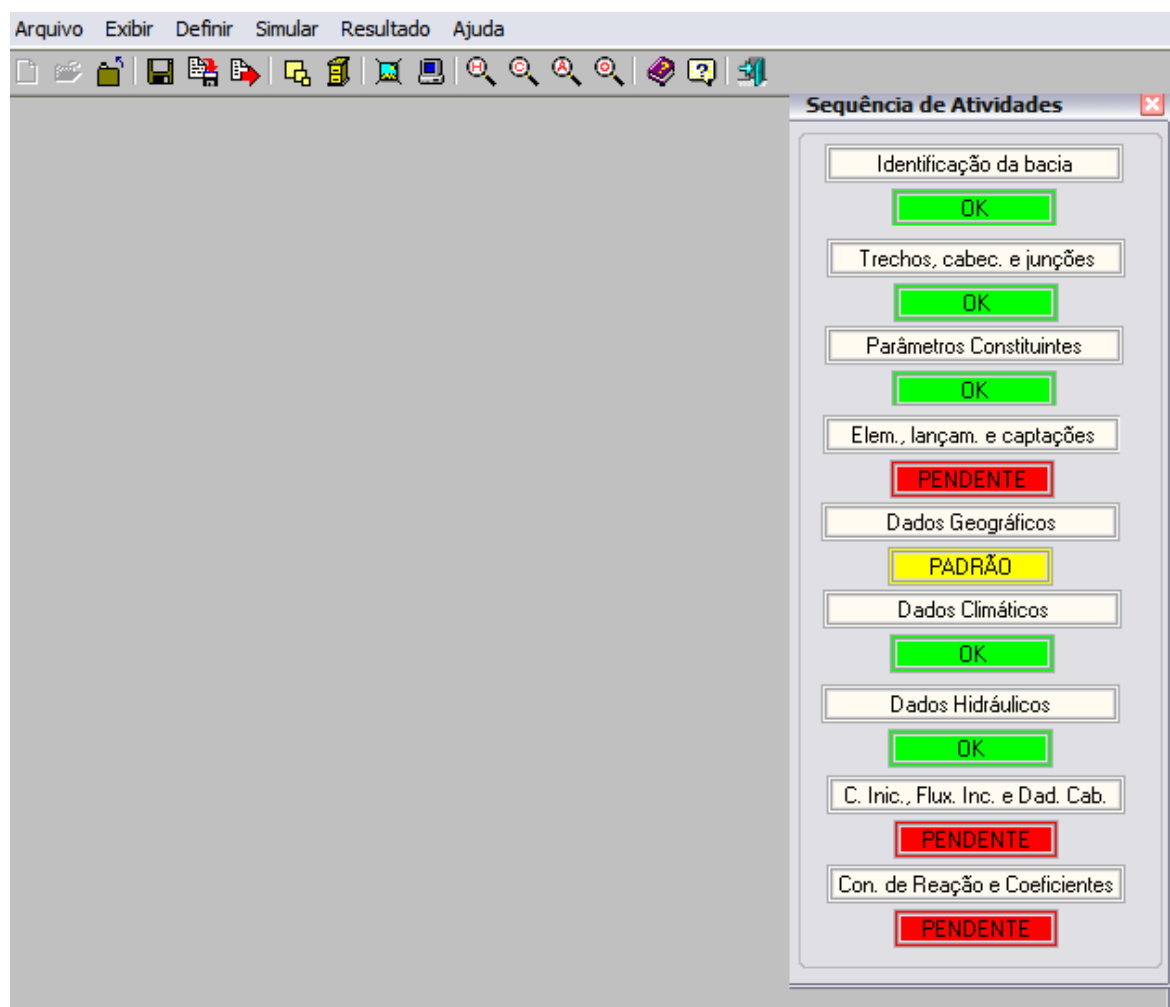 Arquivo Exibir Definir Simular Resultado Ajuda
Sequência de Atividades
Identificação da bacia
OK
Trechos, cabec. e junções
OK
Parâmetros Constituintes
OK
Elem., lançam. e captações
PENDENTE
Dados Geográficos
PADRÃO
Dados Climáticos
OK
Dados Hidráulicos
OK
C. Inic., Flux. Inc. e Dad. Cab.
PENDENTE
Con. de Reação e Coeficientes
PENDENTE